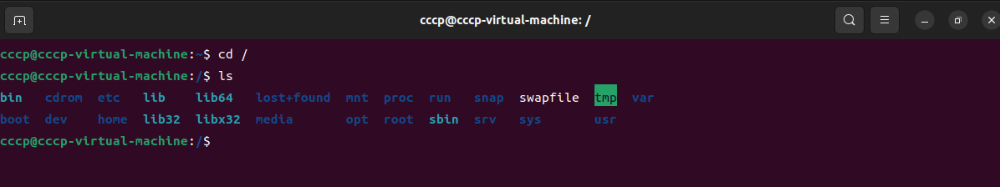 cccp@cccp-virtual-machine: /
cccp@cccp-virtual-machine:~$ cd /
cccp@cccp-virtual-machine:/$ ls
bin   cdrom  etc   lib    lib64   lost+found  mnt  proc  run   snap  swapfile  tmp  var
boot  dev    home  lib32  libx32  media       opt  root  sbin  srv   sys       usr
cccp@cccp-virtual-machine:/$